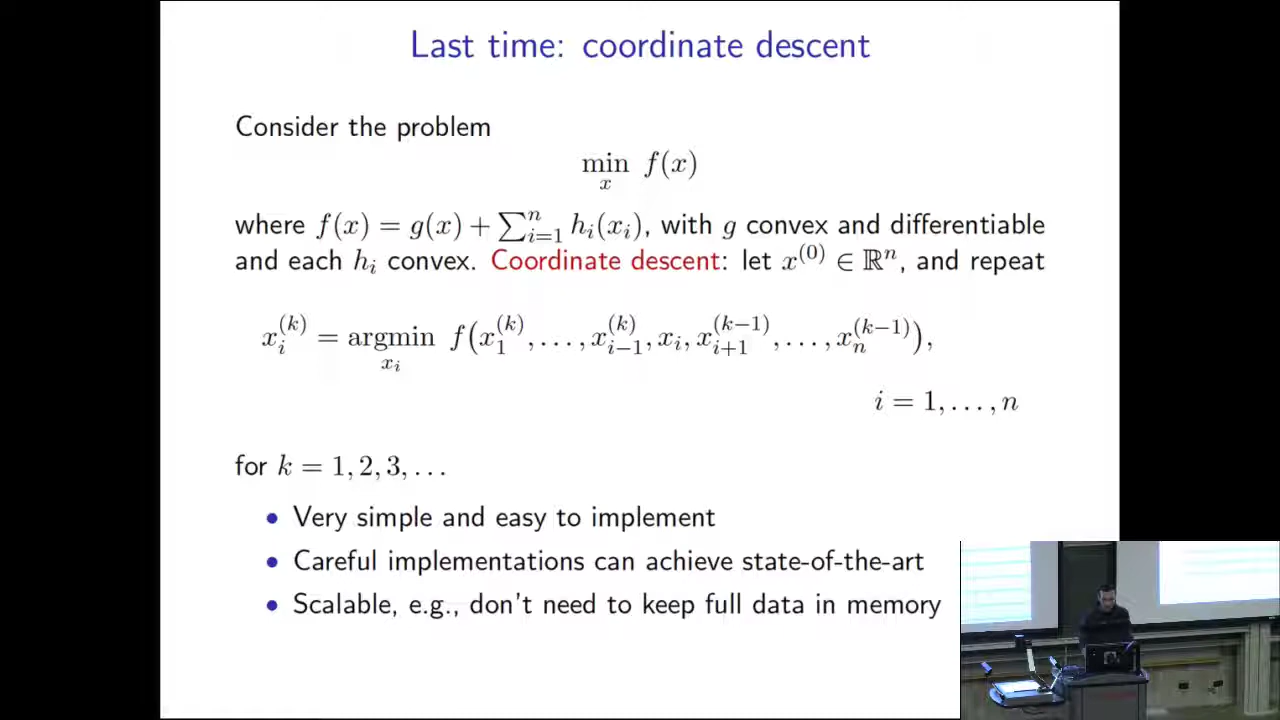 Last time: coordinate descent
Consider the problem
min_x f(x)
where f(x) = g(x) + ∑_{i=1}^n h_i(x_i), with g convex and differentiable
and each h_i convex. Coordinate descent: let x^{(0)} ∈ ℝ^n, and repeat
x_i^{(k)} = argmin_{x_i} f(x_1^{(k)}, . . . , x_{i−1}^{(k)}, x_i, x_{i+1}^{(k−1)}, . . . , x_n^{(k−1)}),
i = 1, . . . , n
for k = 1, 2, 3, . . .
• Very simple and easy to implement
• Careful implementations can achieve state-of-the-art
• Scalable, e.g., don't need to keep full data in memory